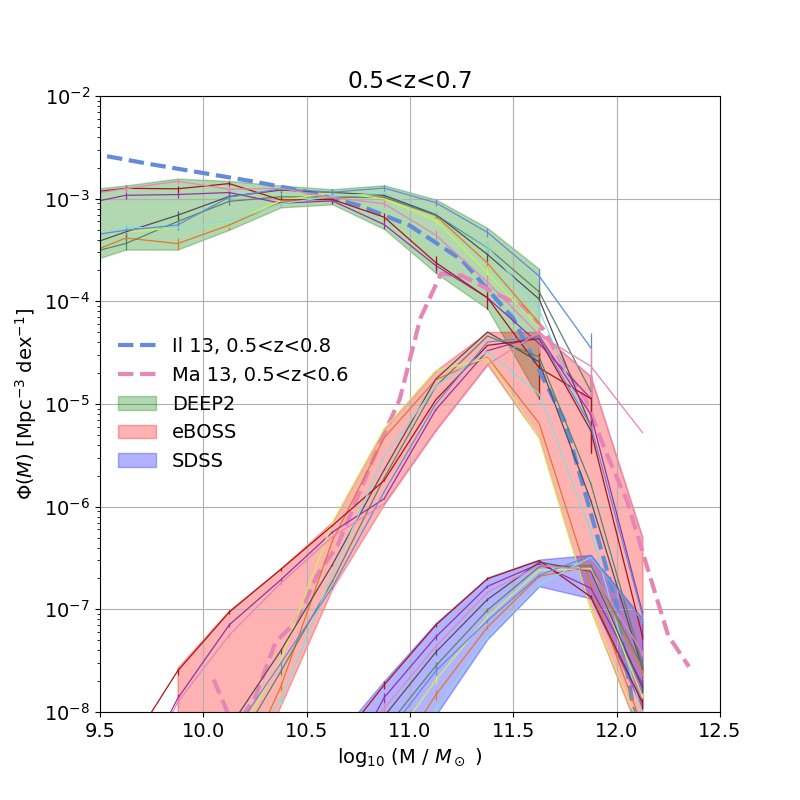 0.5<z<0.7
10⁻²
10⁻³
10⁻⁴
10⁻⁵
10⁻⁶
10⁻⁷
10⁻⁸
Φ(M) [Mpc⁻³ dex⁻¹]
Il 13, 0.5<z<0.8
Ma 13, 0.5<z<0.6
DEEP2
eBOSS
SDSS
9.5 10.0 10.5 11.0 11.5 12.0 12.5
log₁₀ (M / M⊙ )